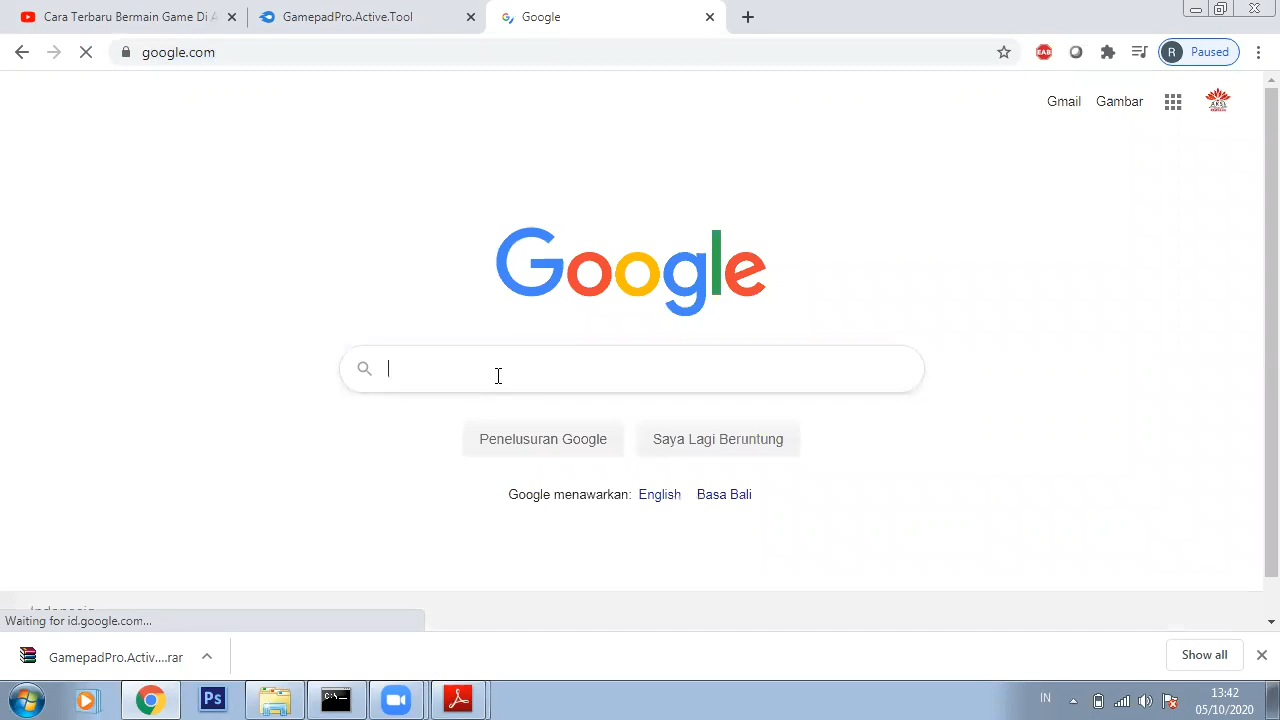 Cara Terbaru Bermain Game Di A
GamepadPro.Active.Tool
Google
google.com
R
Paused
Gmail
Gambar
Google
Penelusuran Google
Saya Lagi Beruntung
Google menawarkan: English Basa Bali
Indonesia
Waiting for id.google.com...
GamepadPro.Activ....rar
Show all
Ps
C:\.
IN
13:42
05/10/2020